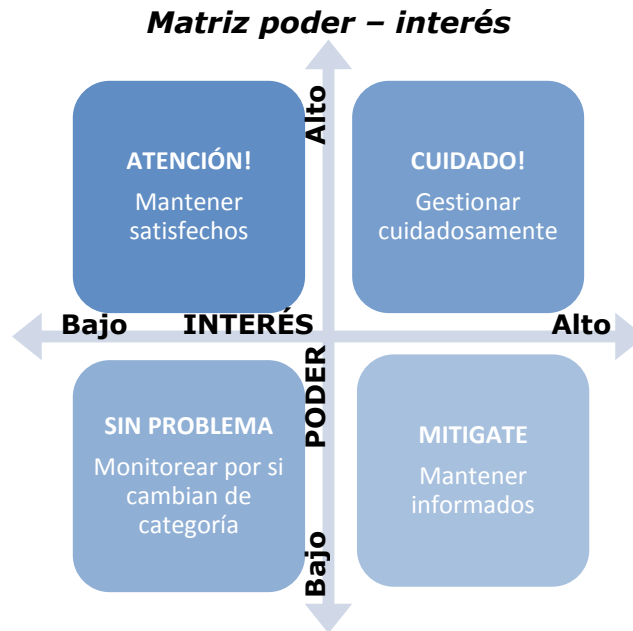 Matriz poder – interés
Alto
ATENCIÓN!
Mantener
satisfechos
CUIDADO!
Gestionar
cuidadosamente
Bajo
INTERÉS
Alto
PODER
SIN PROBLEMA
Monitorear por si
cambian de
categoría
MITIGATE
Mantener
informados
Bajo